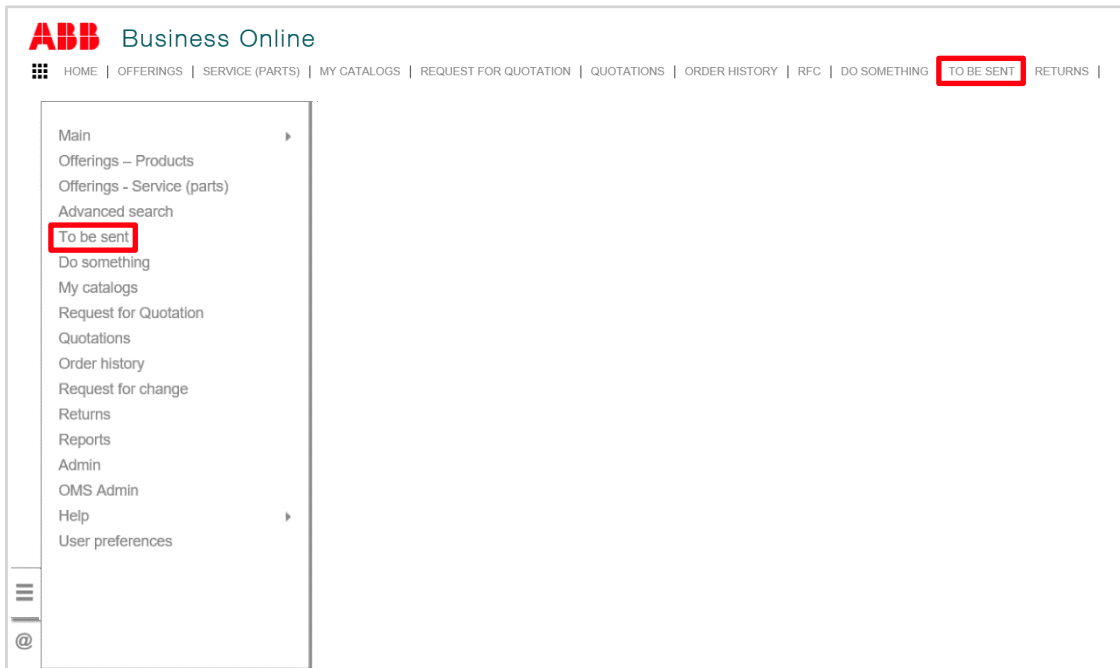 ABB Business Online
HOME | OFFERINGS | SERVICE (PARTS) | MY CATALOGS | REQUEST FOR QUOTATION | QUOTATIONS | ORDER HISTORY | RFC | DO SOMETHING TO BE SENT RETURNS |
Main
Offerings – Products
Offerings - Service (parts)
Advanced search
To be sent
Do something
My catalogs
Request for Quotation
Quotations
Order history
Request for change
Returns
Reports
Admin
OMS Admin
Help
User preferences
@